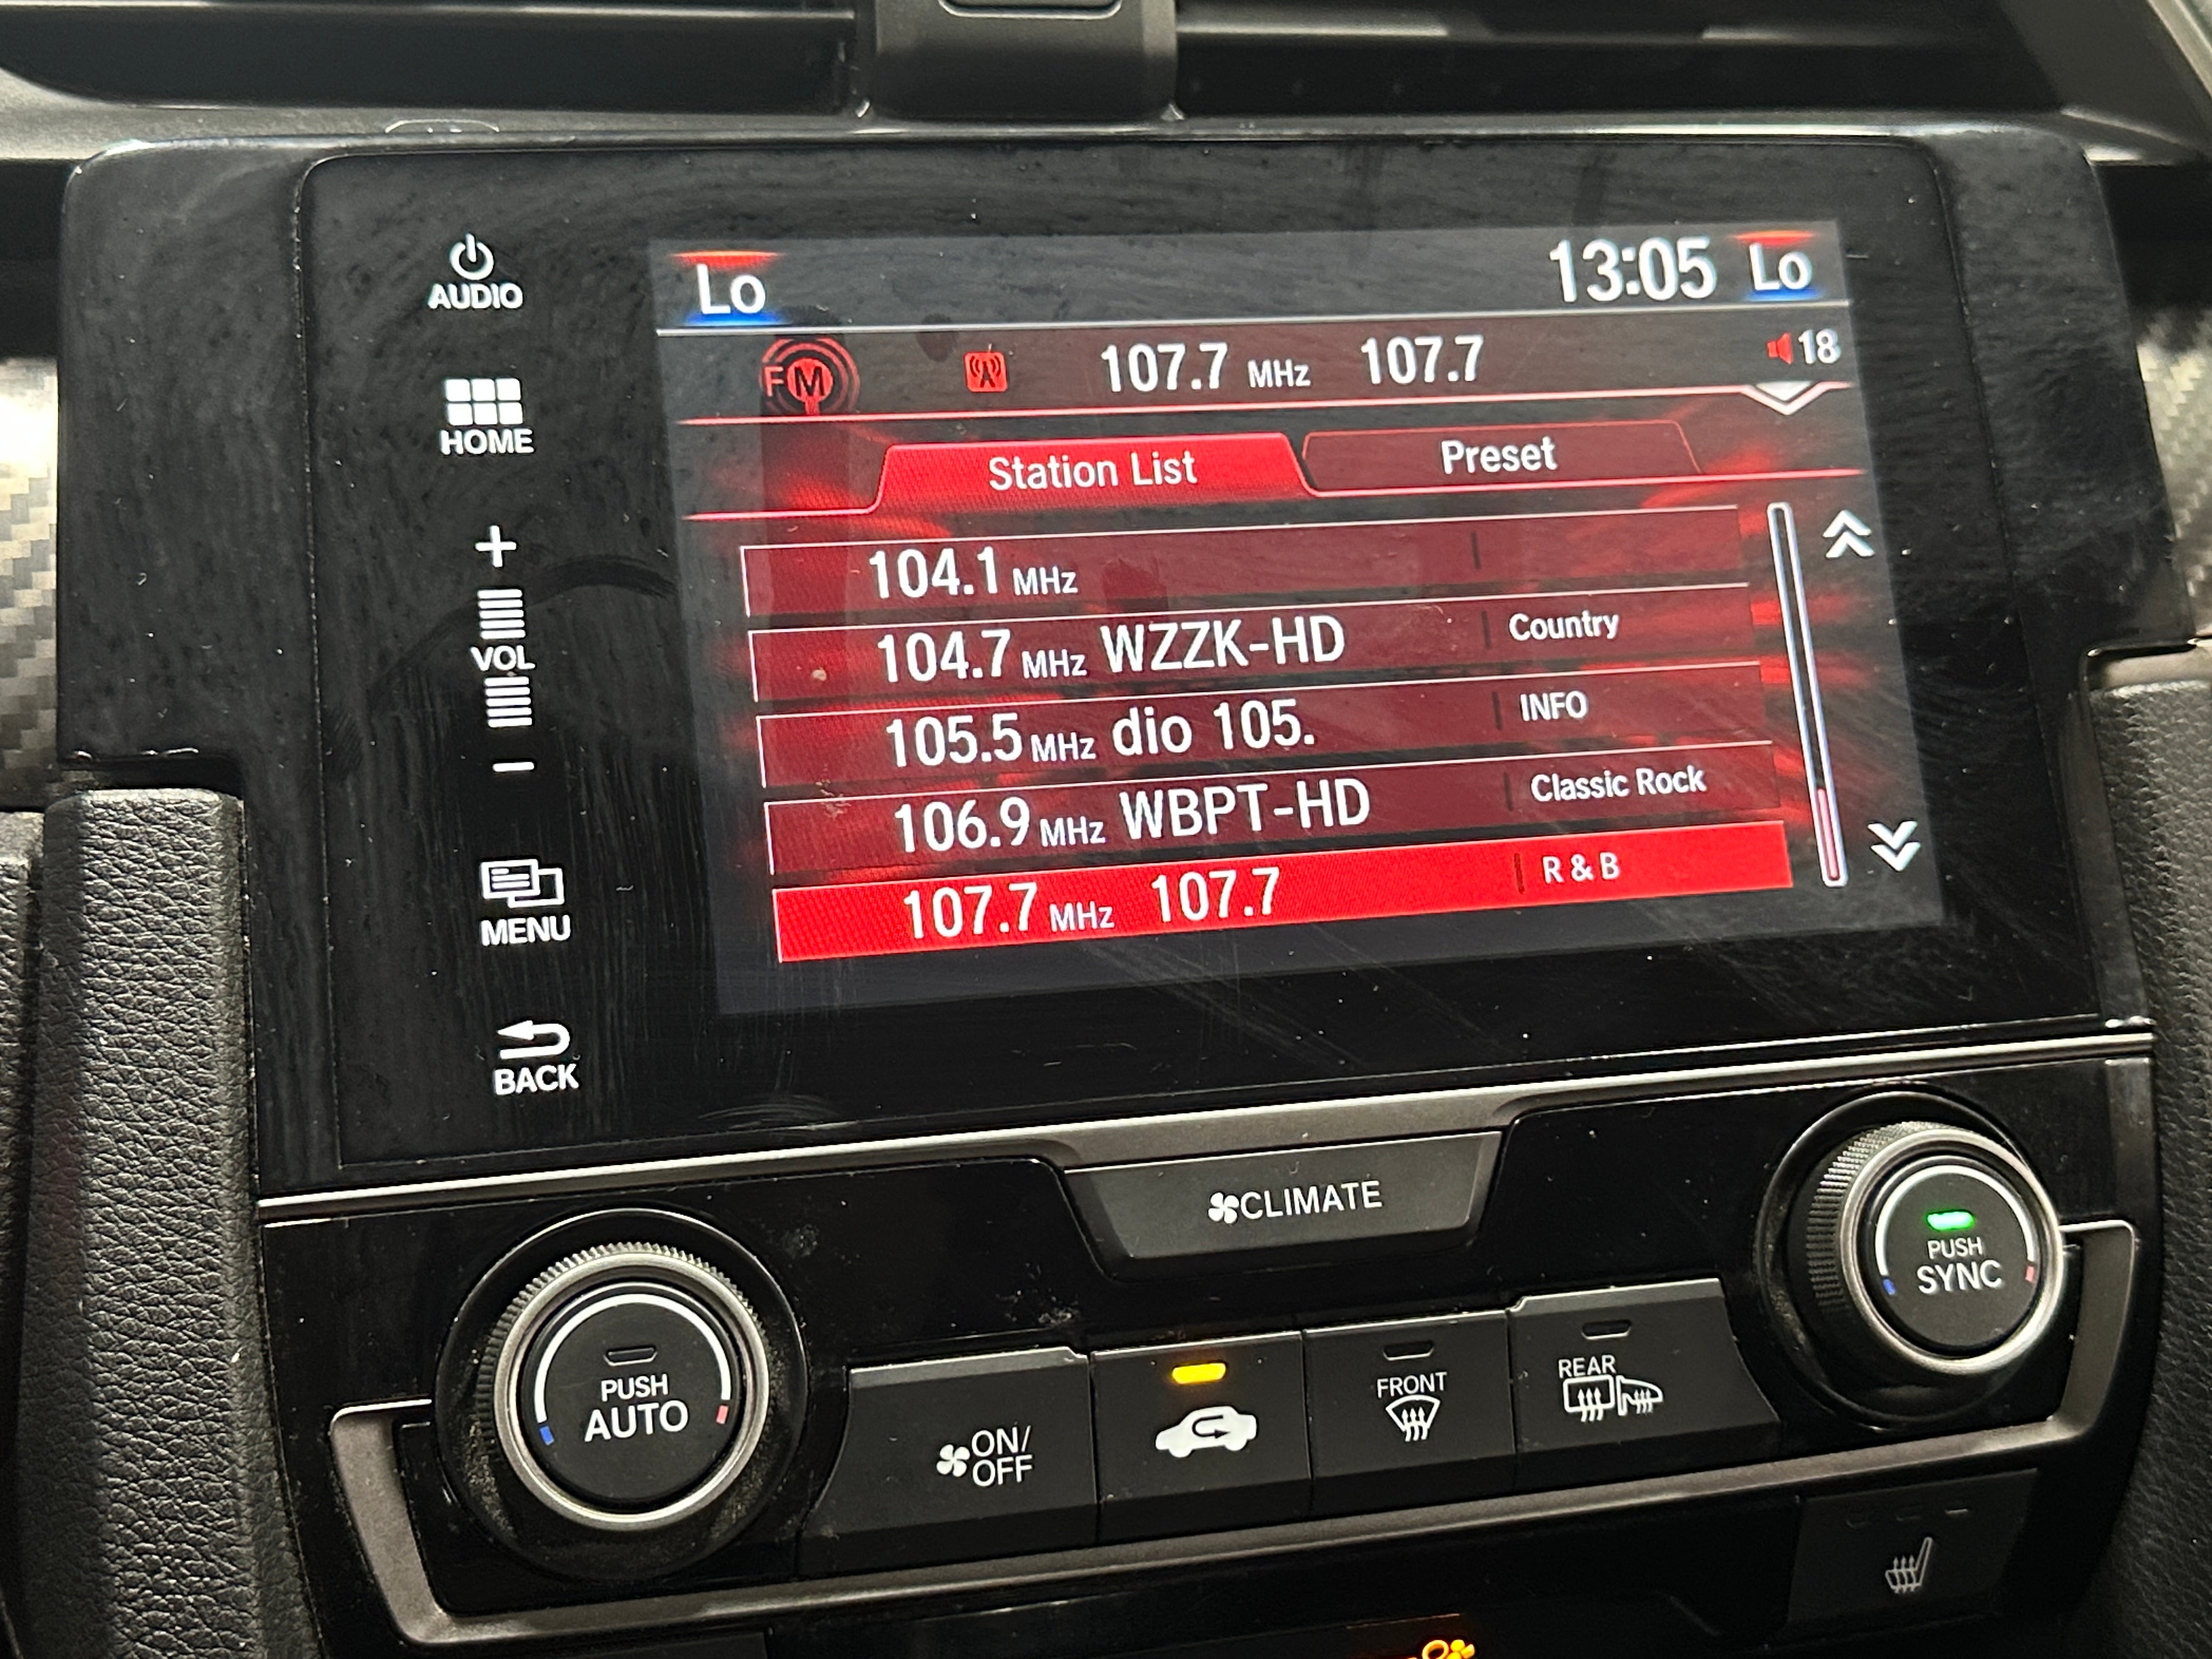 AUDIO
HOME
+
VOL
−
MENU
BACK
Lo 13:05 Lo
FM 107.7 MHz 107.7 18
Station List Preset
104.1 MHz
104.7 MHz WZZK-HD Country
105.5 MHz dio 105. INFO
106.9 MHz WBPT-HD Classic Rock
107.7 MHz 107.7 R & B
CLIMATE
PUSH
AUTO
ON/
OFF
FRONT
REAR
PUSH
SYNC